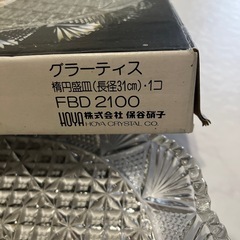 グラーティス
楕円盛皿(長径31cm)・1コ
FBD 2100
HOYA 株式会社 保谷硝子
HOYA CRYSTAL CO.